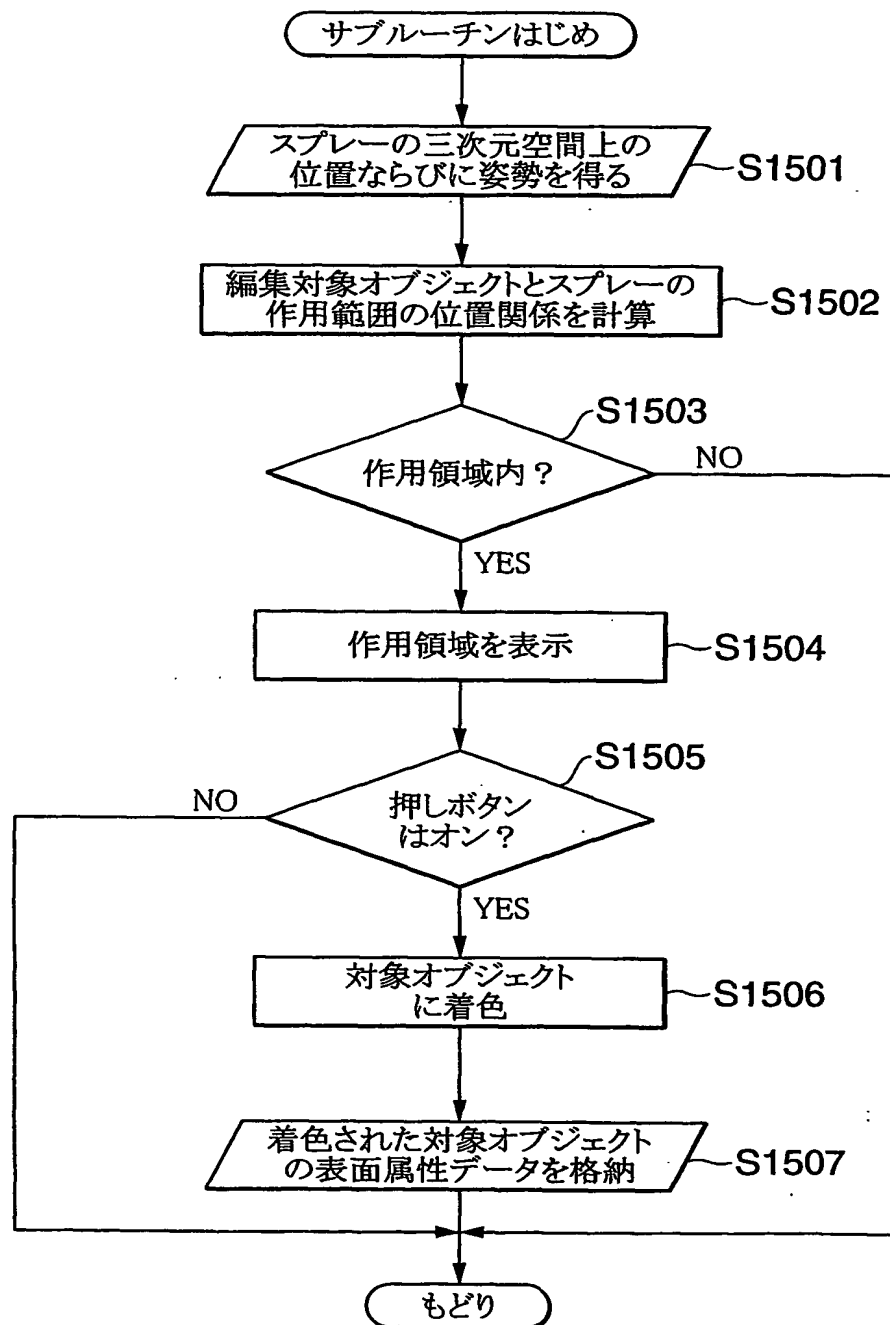 サブルーチンはじめ
スプレーの三次元空間上の
位置ならびに姿勢を得る
S1501
編集対象オブジェクトとスプレーの
作用範囲の位置関係を計算
S1502
S1503
作用領域内？
NO
YES
作用領域を表示
S1504
S1505
NO
押しボタン
はオン？
YES
対象オブジェクト
に着色
S1506
着色された対象オブジェクト
の表面属性データを格納
S1507
もどり